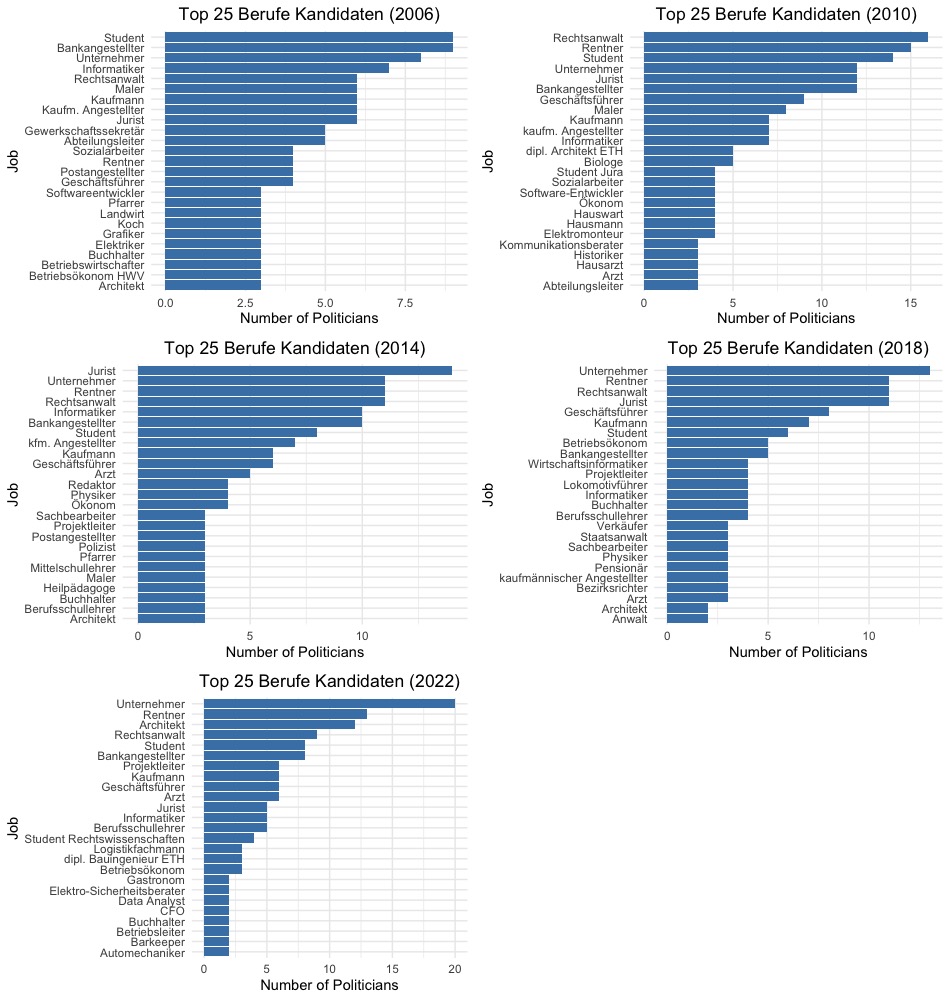 Top 25 Berufe Kandidaten (2006)
Job
Student
Bankangestellter
Unternehmer
Informatiker
Rechtsanwalt
Maler
Kaufmann
Kaufm. Angestellter
Jurist
Gewerkschaftssekretär
Abteilungsleiter
Sozialarbeiter
Rentner
Postangestellter
Geschäftsführer
Softwareentwickler
Pfarrer
Landwirt
Koch
Grafiker
Elektriker
Buchhalter
Betriebswirtschafter
Betriebsökonom HWV
Architekt
0.0 2.5 5.0 7.5
Number of Politicians
Top 25 Berufe Kandidaten (2010)
Job
Rechtsanwalt
Rentner
Student
Unternehmer
Jurist
Bankangestellter
Geschäftsführer
Maler
Kaufmann
kaufm. Angestellter
Informatiker
dipl. Architekt ETH
Biologe
Student Jura
Sozialarbeiter
Software-Entwickler
Ökonom
Hauswart
Hausmann
Elektromonteur
Kommunikationsberater
Historiker
Hausarzt
Arzt
Abteilungsleiter
0 5 10 15
Number of Politicians
Top 25 Berufe Kandidaten (2014)
Job
Jurist
Unternehmer
Rentner
Rechtsanwalt
Informatiker
Bankangestellter
Student
kfm. Angestellter
Kaufmann
Geschäftsführer
Arzt
Redaktor
Physiker
Ökonom
Sachbearbeiter
Projektleiter
Postangestellter
Polizist
Pfarrer
Mittelschullehrer
Maler
Heilpädagoge
Buchhalter
Berufsschullehrer
Architekt
0 5 10
Number of Politicians
Top 25 Berufe Kandidaten (2018)
Job
Unternehmer
Rentner
Rechtsanwalt
Jurist
Geschäftsführer
Kaufmann
Student
Betriebsökonom
Bankangestellter
Wirtschaftsinformatiker
Projektleiter
Lokomotivführer
Informatiker
Buchhalter
Berufsschullehrer
Verkäufer
Staatsanwalt
Sachbearbeiter
Physiker
Pensionär
kaufmännischer Angestellter
Bezirksrichter
Arzt
Architekt
Anwalt
0 5 10
Number of Politicians
Top 25 Berufe Kandidaten (2022)
Job
Unternehmer
Rentner
Architekt
Rechtsanwalt
Student
Bankangestellter
Projektleiter
Kaufmann
Geschäftsführer
Arzt
Jurist
Informatiker
Berufsschullehrer
Student Rechtswissenschaften
Logistikfachmann
dipl. Bauingenieur ETH
Betriebsökonom
Gastronom
Elektro-Sicherheitsberater
Data Analyst
CFO
Buchhalter
Betriebsleiter
Barkeeper
Automechaniker
0 5 10 15 20
Number of Politicians